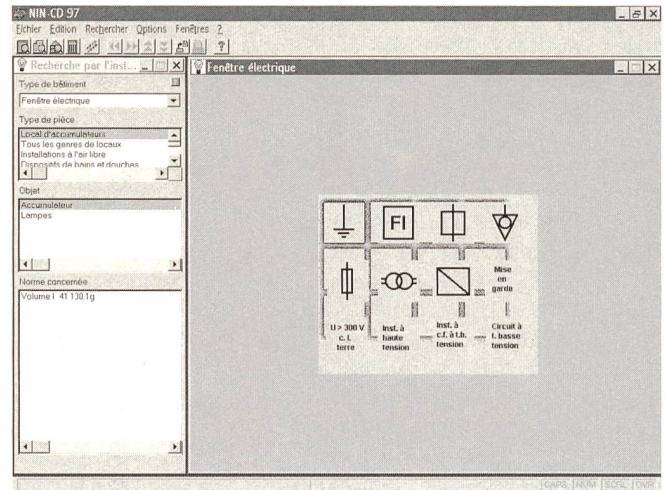 NIN-CD 97
Fichier Edition Rechercher Options Fenêtres ?
Recherche par l'inst...
Type de bâtiment
Fenêtre électrique
Type de pièce
Local d'accumulateurs
Tous les genres de locaux
Installations à l'air libre
Dispositifs de bains et douches
Objet
Accumulateur
Lampes
Norme concernée
Volume I 41 130.1g
Fenêtre électrique
FI
Mise
en
garde
U > 300 V
c. l.
terre
Inst. à
haute
tension
Inst. à
c.f. à t.b.
tension
Circuit à
t. basse
tension
CAPS NUM SCRL OVR